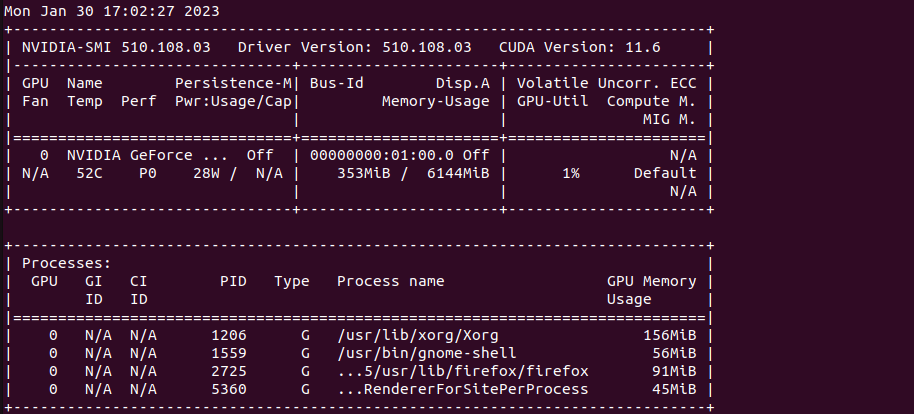 Mon Jan 30 17:02:27 2023
+-----------------------------------------------------------------------------+
| NVIDIA-SMI 510.108.03   Driver Version: 510.108.03   CUDA Version: 11.6     |
|-------------------------------+----------------------+----------------------+
| GPU  Name        Persistence-M| Bus-Id        Disp.A | Volatile Uncorr. ECC |
| Fan  Temp  Perf  Pwr:Usage/Cap|         Memory-Usage | GPU-Util  Compute M. |
|                               |                      |               MIG M. |
|===============================+======================+======================|
|   0  NVIDIA GeForce ...  Off  | 00000000:01:00.0 Off |                  N/A |
| N/A   52C    P0    28W /  N/A |    353MiB /  6144MiB |      1%      Default |
|                               |                      |                  N/A |
+-------------------------------+----------------------+----------------------+

+-----------------------------------------------------------------------------+
| Processes:                                                                  |
|  GPU   GI   CI        PID   Type   Process name                  GPU Memory |
|        ID   ID                                                   Usage      |
|=============================================================================|
|    0   N/A  N/A      1206      G   /usr/lib/xorg/Xorg                156MiB |
|    0   N/A  N/A      1559      G   /usr/bin/gnome-shell               56MiB |
|    0   N/A  N/A      2725      G   ...5/usr/lib/firefox/firefox       91MiB |
|    0   N/A  N/A      5360      G   ...RendererForSitePerProcess       45MiB |
+-----------------------------------------------------------------------------+